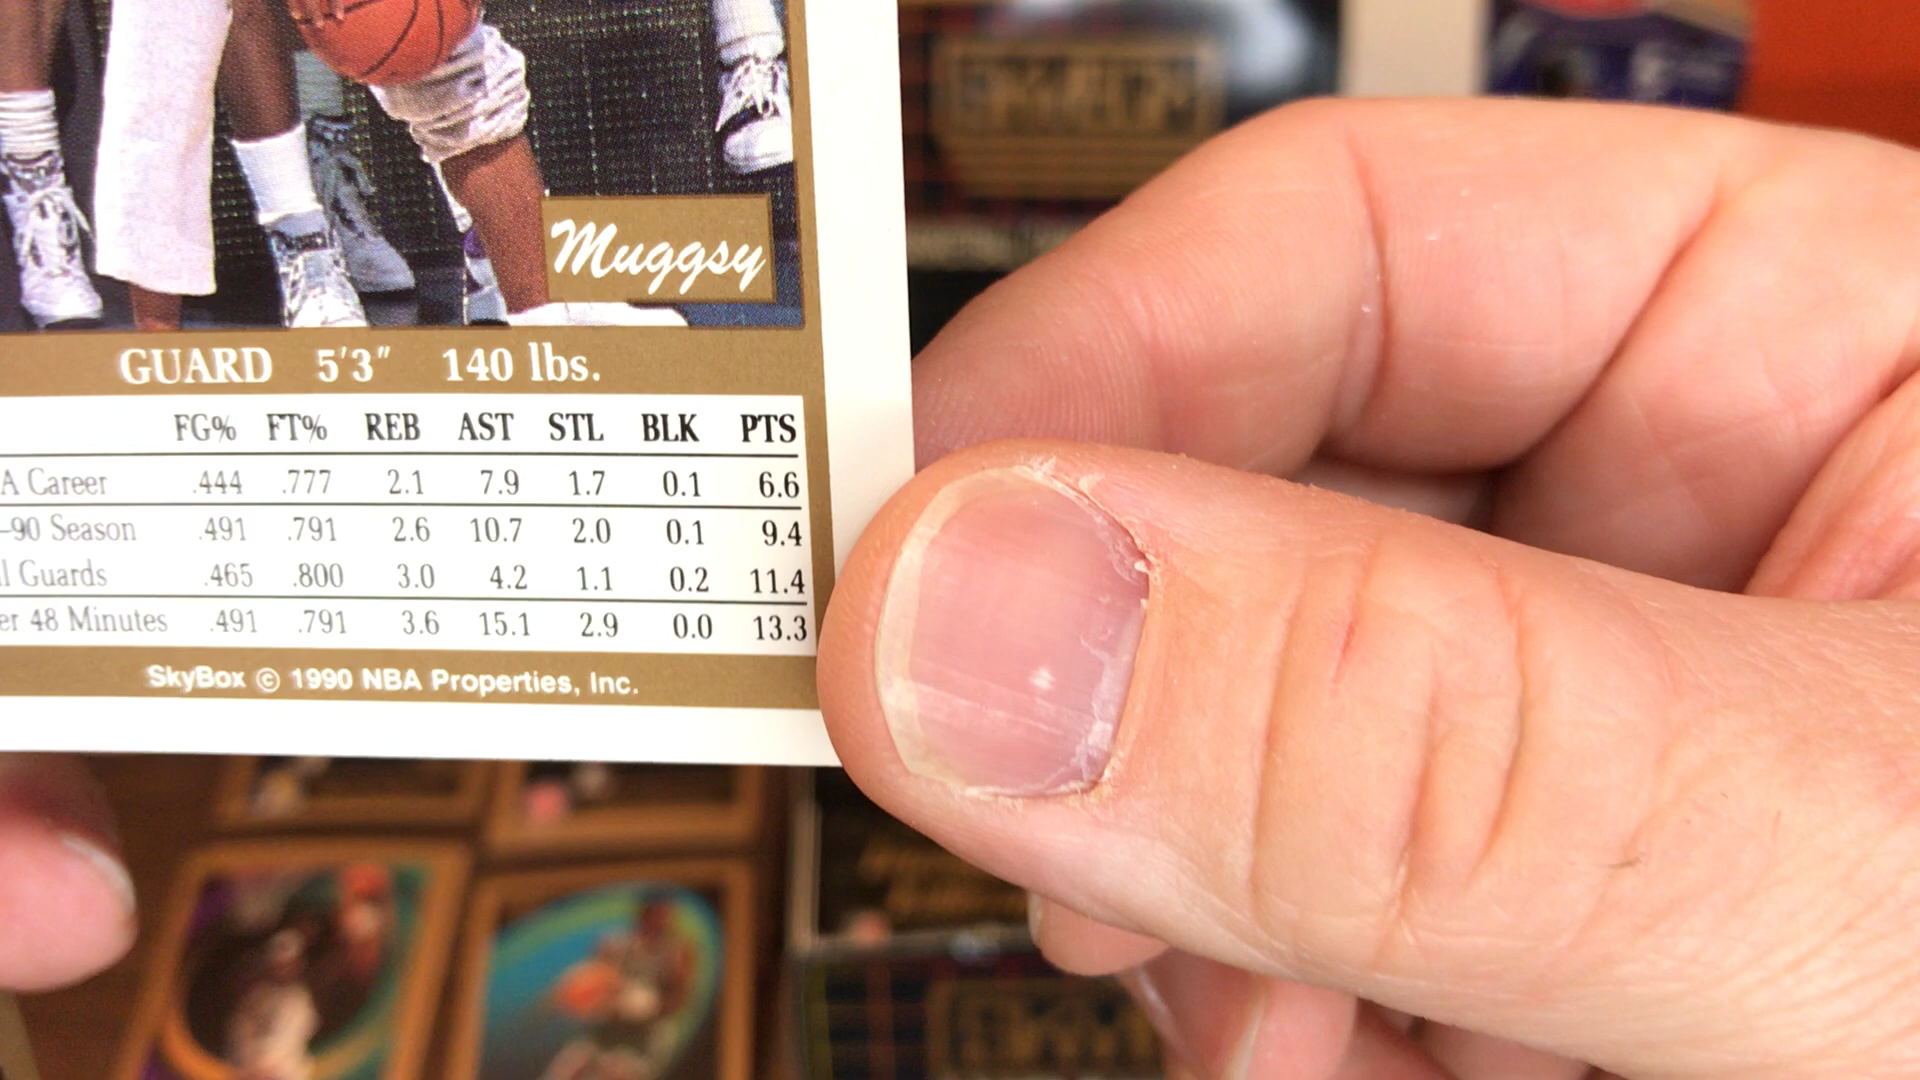 Muggsy
GUARD 5'3" 140 lbs.
FG% FT% REB AST STL BLK PTS
A Career .444 .777 2.1 7.9 1.7 0.1 6.6
–90 Season .491 .791 2.6 10.7 2.0 0.1 9.4
l Guards .465 .800 3.0 4.2 1.1 0.2 11.4
er 48 Minutes .491 .791 3.6 15.1 2.9 0.0 13.3
SkyBox © 1990 NBA Properties, Inc.